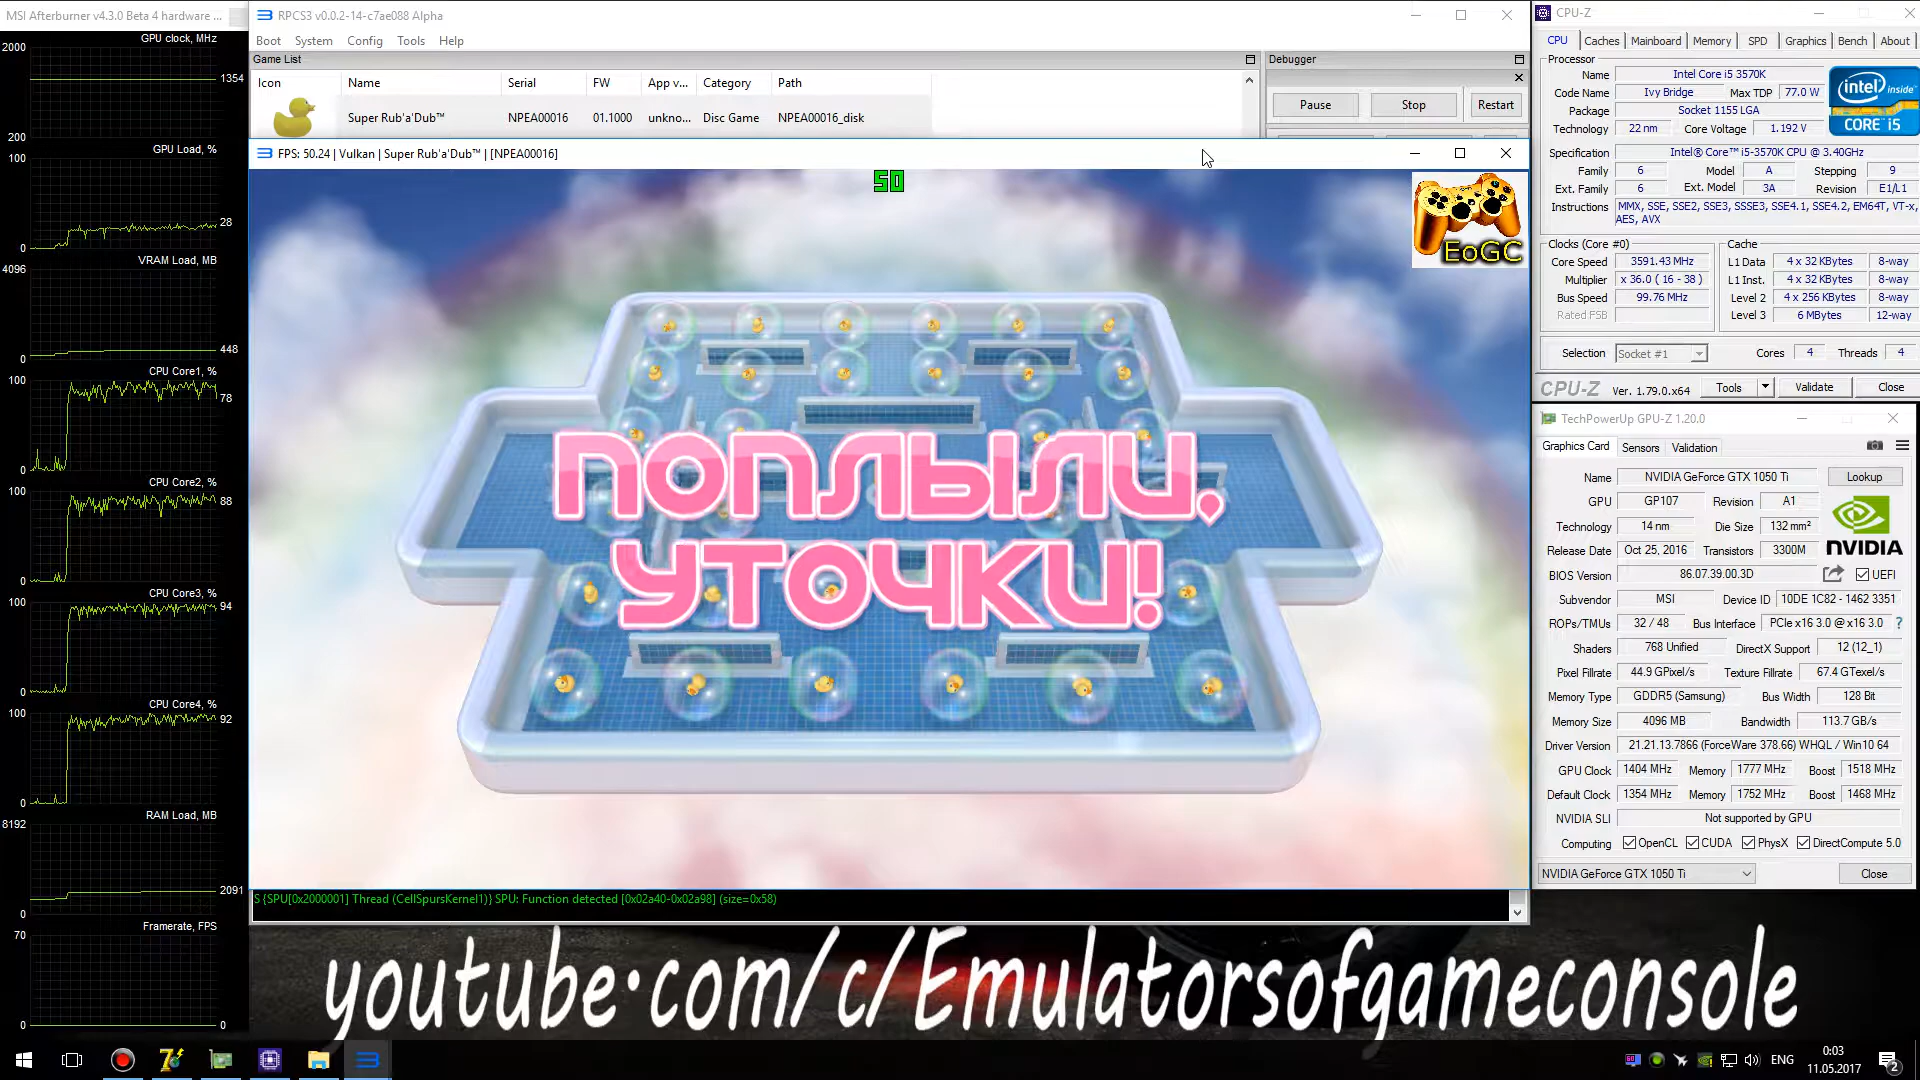 MSI Afterburner v4.3.0 Beta 4 hardware ...
GPU clock, MHz
2000
1354
200
GPU Load, %
100
28
0
VRAM Load, MB
4096
448
0
CPU Core1, %
100
78
0
CPU Core2, %
100
88
0
CPU Core3, %
100
94
0
CPU Core4, %
100
92
0
RAM Load, MB
8192
2091
0
Framerate, FPS
70
0
0
RPCS3 v0.0.2-14-c7ae088 Alpha
Boot System Config Tools Help
Game List
Icon Name Serial FW App v... Category Path
Super Rub'a'Dub™ NPEA00016 01.1000 unkno... Disc Game NPEA00016_disk
Debugger
Pause Stop Restart
FPS: 50.24 | Vulkan | Super Rub'a'Dub™ | [NPEA00016]
50
EoGC
ПОПЛЫЛИ,
УТОЧКИ!
S {SPU[0x2000001] Thread (CellSpursKernel1)} SPU: Function detected [0x02a40-0x02a98] (size=0x58)
CPU-Z
CPU Caches Mainboard Memory SPD Graphics Bench About
Processor
Name Intel Core i5 3570K
Code Name Ivy Bridge Max TDP 77.0 W
Package Socket 1155 LGA
Technology 22 nm Core Voltage 1.192 V
intel inside™
CORE i5
Specification Intel® Core™ i5-3570K CPU @ 3.40GHz
Family 6 Model A Stepping 9
Ext. Family 6 Ext. Model 3A Revision E1/L1
Instructions MMX, SSE, SSE2, SSE3, SSSE3, SSE4.1, SSE4.2, EM64T, VT-x,
AES, AVX
Clocks (Core #0)
Core Speed 3591.43 MHz
Multiplier x 36.0 ( 16 - 38 )
Bus Speed 99.76 MHz
Rated FSB
Cache
L1 Data 4 x 32 KBytes 8-way
L1 Inst. 4 x 32 KBytes 8-way
Level 2 4 x 256 KBytes 8-way
Level 3 6 MBytes 12-way
Selection Socket #1 Cores 4 Threads 4
CPU-Z Ver. 1.79.0.x64 Tools Validate Close
TechPowerUp GPU-Z 1.20.0
Graphics Card Sensors Validation
Name NVIDIA GeForce GTX 1050 Ti Lookup
GPU GP107 Revision A1
Technology 14 nm Die Size 132 mm²
Release Date Oct 25, 2016 Transistors 3300M
NVIDIA
BIOS Version 86.07.39.00.3D UEFI
Subvendor MSI Device ID 10DE 1C82 - 1462 3351
ROPs/TMUs 32 / 48 Bus Interface PCIe x16 3.0 @ x16 3.0 ?
Shaders 768 Unified DirectX Support 12 (12_1)
Pixel Fillrate 44.9 GPixel/s Texture Fillrate 67.4 GTexel/s
Memory Type GDDR5 (Samsung) Bus Width 128 Bit
Memory Size 4096 MB Bandwidth 113.7 GB/s
Driver Version 21.21.13.7866 (ForceWare 378.66) WHQL / Win10 64
GPU Clock 1404 MHz Memory 1777 MHz Boost 1518 MHz
Default Clock 1354 MHz Memory 1752 MHz Boost 1468 MHz
NVIDIA SLI Not supported by GPU
Computing OpenCL CUDA PhysX DirectCompute 5.0
NVIDIA GeForce GTX 1050 Ti Close
youtube.com/c/Emulatorsofgameconsole
ENG
0:03
11.05.2017
2